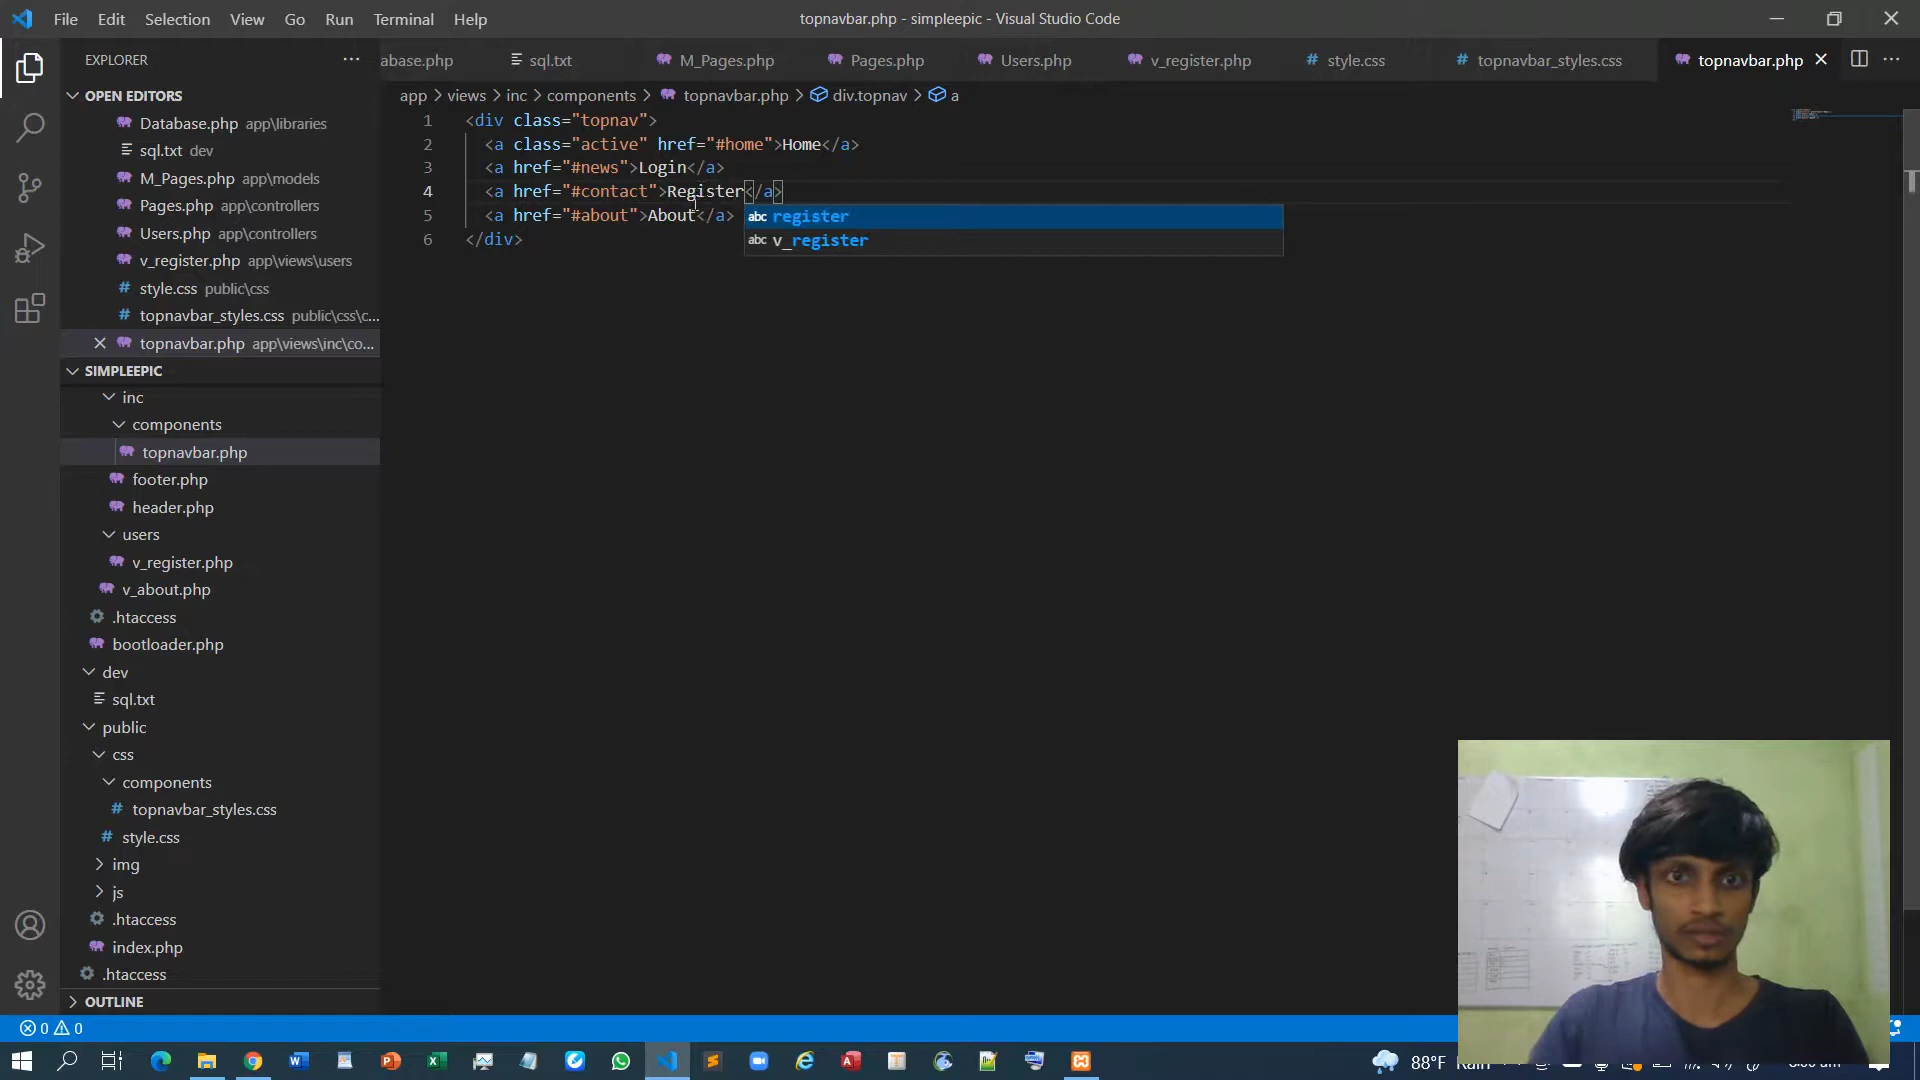 File Edit Selection View Go Run Terminal Help
topnavbar.php - simpleepic - Visual Studio Code
EXPLORER
abase.php sql.txt M_Pages.php Pages.php Users.php v_register.php style.css topnavbar_styles.css topnavbar.php
OPEN EDITORS
Database.php app\libraries
sql.txt dev
M_Pages.php app\models
Pages.php app\controllers
Users.php app\controllers
v_register.php app\views\users
style.css public\css
topnavbar_styles.css public\css\c...
topnavbar.php app\views\inc\co...
SIMPLEEPIC
inc
components
topnavbar.php
footer.php
header.php
users
v_register.php
v_about.php
.htaccess
bootloader.php
dev
sql.txt
public
css
components
topnavbar_styles.css
style.css
img
js
.htaccess
index.php
.htaccess
OUTLINE
app > views > inc > components > topnavbar.php > div.topnav > a
1 <div class="topnav">
2 <a class="active" href="#home">Home</a>
3 <a href="#news">Login</a>
4 <a href="#contact">Register</a>
5 <a href="#about">About</a>
6 </div>
abc register
abc v_register
0 0
88°F Rain